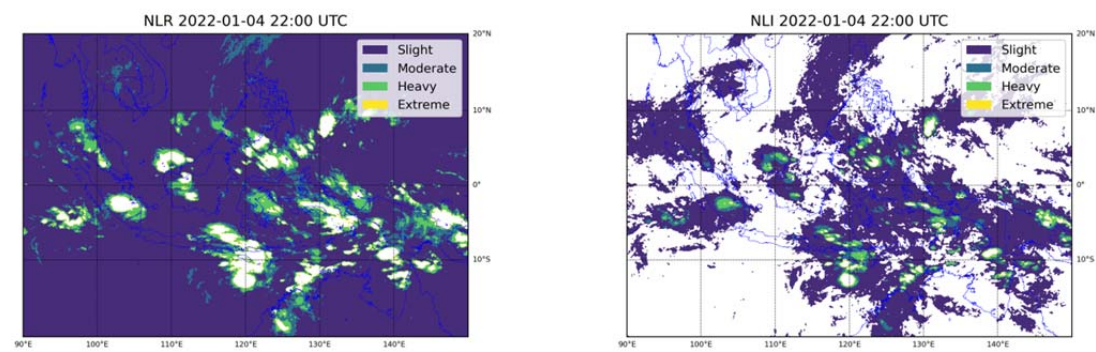 NLR 2022-01-04 22:00 UTC
Slight
Moderate
Heavy
Extreme
20°N
10°N
0°
10°S
90°E 100°E 110°E 120°E 130°E 140°E
NLI 2022-01-04 22:00 UTC
Slight
Moderate
Heavy
Extreme
20°N
10°N
0°
10°S
90°E 100°E 110°E 120°E 130°E 140°E